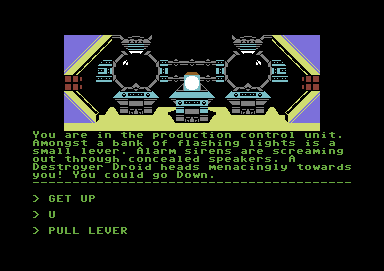 You are in the production control unit.
Amongst a bank of flashing lights is a
small lever. Alarm sirens are screaming
out through concealed speakers. A
Destroyer Droid heads menacingly towards
you! You could go Down.
> GET UP
> U
> PULL LEVER